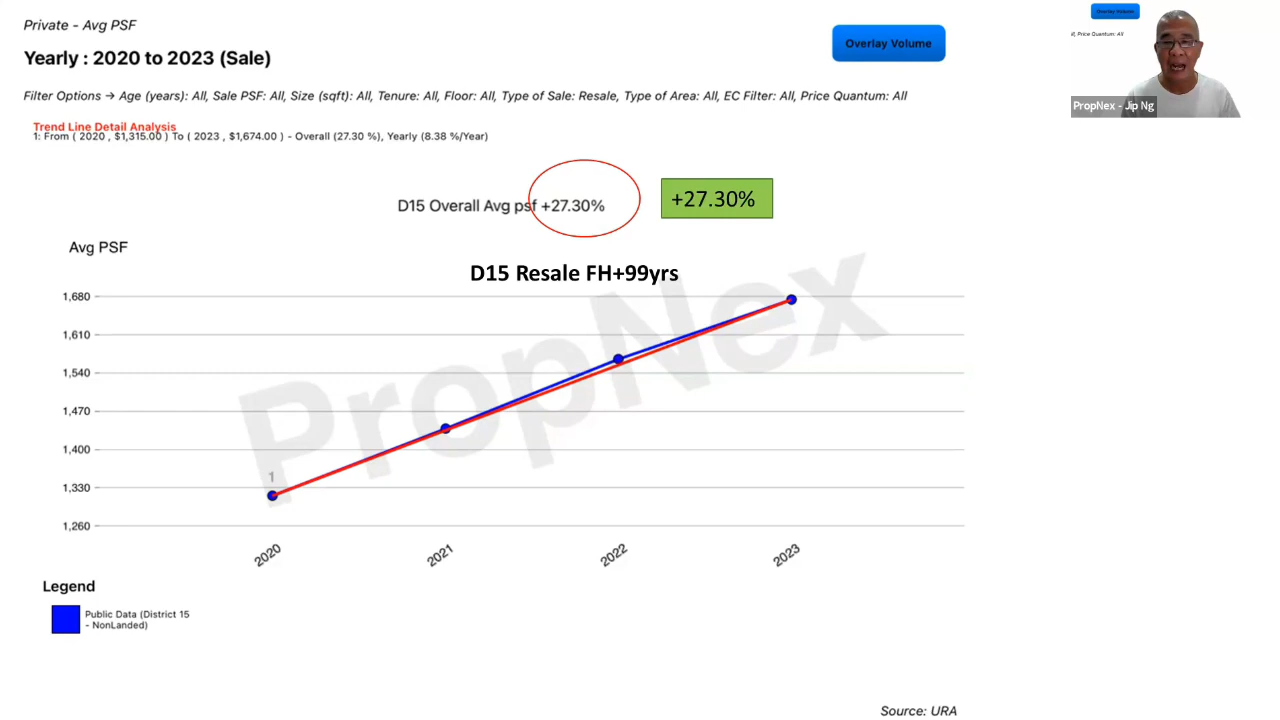 Private - Avg PSF
Yearly : 2020 to 2023 (Sale)
Overlay Volume
Filter Options → Age (years): All, Sale PSF: All, Size (sqft): All, Tenure: All, Floor: All, Type of Sale: Resale, Type of Area: All, EC Filter: All, Price Quantum: All
Trend Line Detail Analysis
1: From ( 2020 , $1,315.00 ) To ( 2023 , $1,674.00 ) - Overall (27.30 %), Yearly (8.38 %/Year)
D15 Overall Avg psf +27.30%
+27.30%
Avg PSF
D15 Resale FH+99yrs
1,680
1,610
1,540
1,470
1,400
1,330
1,260
1
PropNex
2020
2021
2022
2023
Legend
Public Data (District 15
- NonLanded)
Source: URA
Overlay Volume
, Price Quantum: All
PropNex - Jip Ng